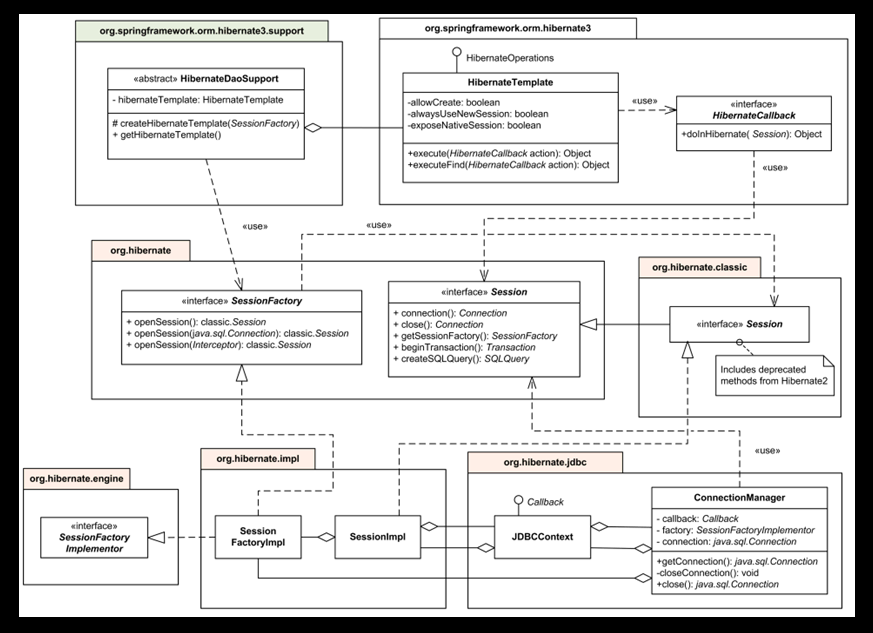 org.springframework.orm.hibernate3.support
«abstract» HibernateDaoSupport
- hibernateTemplate: HibernateTemplate
# createHibernateTemplate(SessionFactory)
+ getHibernateTemplate()
org.springframework.orm.hibernate3
HibernateOperations
HibernateTemplate
-allowCreate: boolean
-alwaysUseNewSession: boolean
-exposeNativeSession: boolean
+execute(HibernateCallback action): Object
+executeFind(HibernateCallback action): Object
«use»
«interface»
HibernateCallback
+doInHibernate( Session): Object
«use»
«use»
«use»
org.hibernate
«interface» SessionFactory
+ openSession(): classic.Session
+ openSession(java.sql.Connection): classic.Session
+ openSession(Interceptor): classic.Session
«interface» Session
+ connection(): Connection
+ close(): Connection
+ getSessionFactory(): SessionFactory
+ beginTransaction(): Transaction
+ createSQLQuery(): SQLQuery
org.hibernate.classic
«interface» Session
Includes deprecated
methods from Hibernate2
«use»
org.hibernate.engine
«interface»
SessionFactory
Implementor
org.hibernate.impl
Session
FactoryImpl
SessionImpl
org.hibernate.jdbc
Callback
JDBCContext
ConnectionManager
- callback: Callback
- factory: SessionFactoryImplementor
- connection: java.sql.Connection
+getConnection(): java.sql.Connection
-closeConnection(): void
+close(): java.sql.Connection